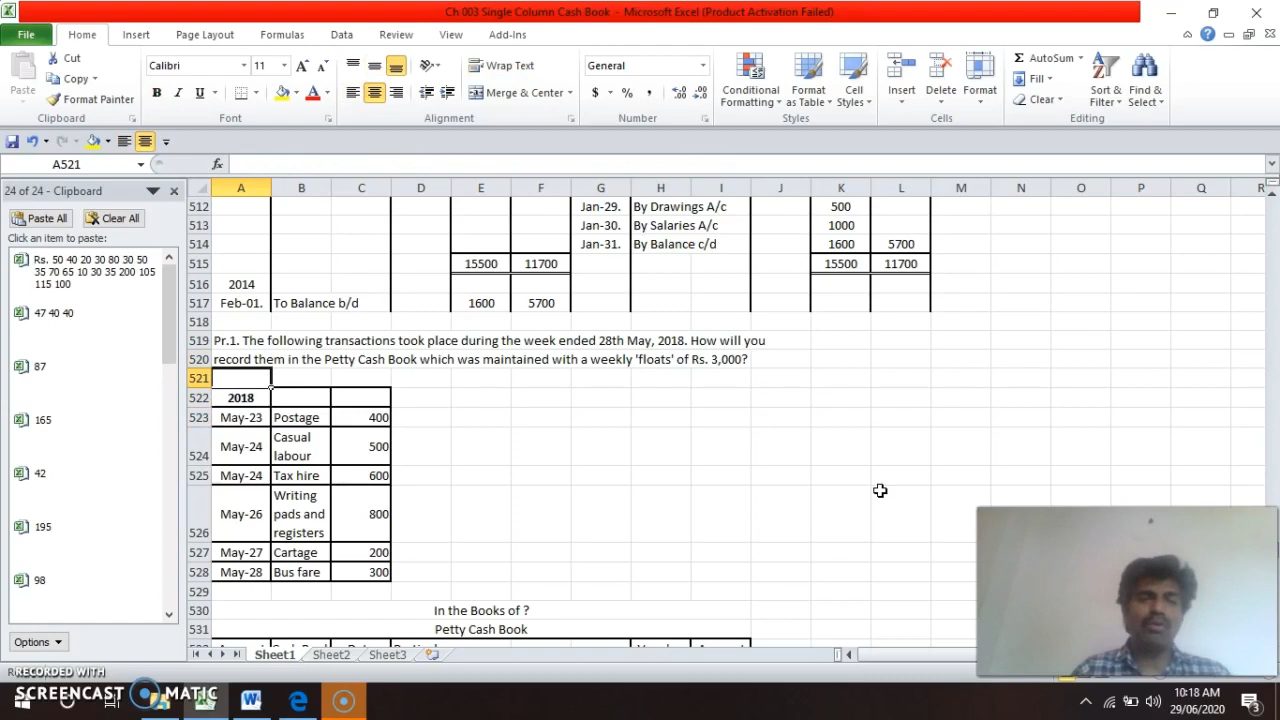 Ch 003 Single Column Cash Book - Microsoft Excel (Product Activation Failed)
File Home Insert Page Layout Formulas Data Review View Add-Ins
Cut
Copy
Format Painter
Paste
Clipboard
Calibri 11
B I U
Font
Wrap Text
Merge & Center
Alignment
General
$ % ,
Number
Conditional Formatting
Format as Table
Cell Styles
Styles
Insert Delete Format
Cells
AutoSum
Fill
Clear
Sort & Filter
Find & Select
Editing
A521 fx
24 of 24 - Clipboard
Paste All Clear All
Click an item to paste:
Rs. 50 40 20 30 80 30 50
35 70 65 10 30 35 200 105
115 100
47 40 40
87
165
42
195
98
Options
A B C D E F G H I J K L M N O P Q R
512 Jan-29. By Drawings A/c 500
513 Jan-30. By Salaries A/c 1000
514 Jan-31. By Balance c/d 1600 5700
515 15500 11700 15500 11700
516 2014
517 Feb-01. To Balance b/d 1600 5700
518
519 Pr.1. The following transactions took place during the week ended 28th May, 2018. How will you
520 record them in the Petty Cash Book which was maintained with a weekly 'floats' of Rs. 3,000?
521
522 2018
523 May-23 Postage 400
524 May-24 Casual labour 500
525 May-24 Tax hire 600
526 May-26 Writing pads and registers 800
527 May-27 Cartage 200
528 May-28 Bus fare 300
529
530 In the Books of ?
531 Petty Cash Book
Sheet1 Sheet2 Sheet3
RECORDED WITH
SCREENCAST MATIC
10:18 AM
29/06/2020
3